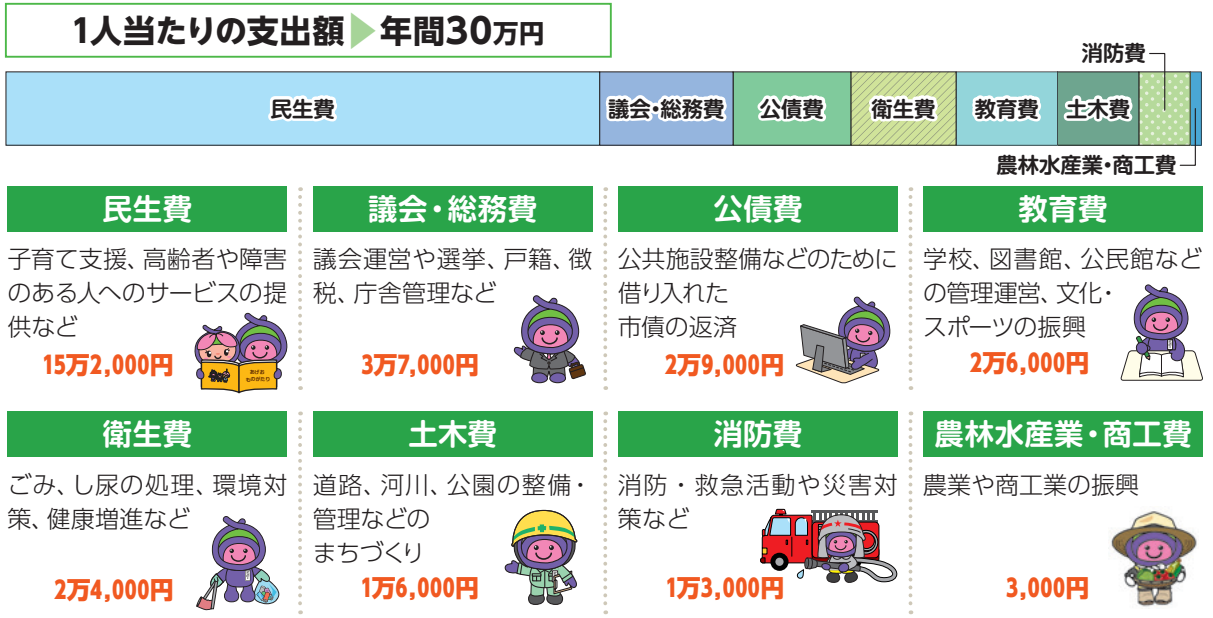 1人当たりの支出額▶年間30万円
消防費
民生費
議会・総務費
公債費
衛生費
教育費
土木費
農林水産業・商工費
民生費
子育て支援、高齢者や障害
のある人へのサービスの提
供など
15万2,000円
あげお
ものがたり
議会・総務費
議会運営や選挙、戸籍、徴
税、庁舎管理など
3万7,000円
公債費
公共施設整備などのために
借り入れた
市債の返済
2万9,000円
教育費
学校、図書館、公民館など
の管理運営、文化・
スポーツの振興
2万6,000円
衛生費
ごみ、し尿の処理、環境対
策、健康増進など
2万4,000円
土木費
道路、河川、公園の整備・
管理などの
まちづくり
1万6,000円
消防費
消防・救急活動や災害対
策など
1万3,000円
農林水産業・商工費
農業や商工業の振興
3,000円